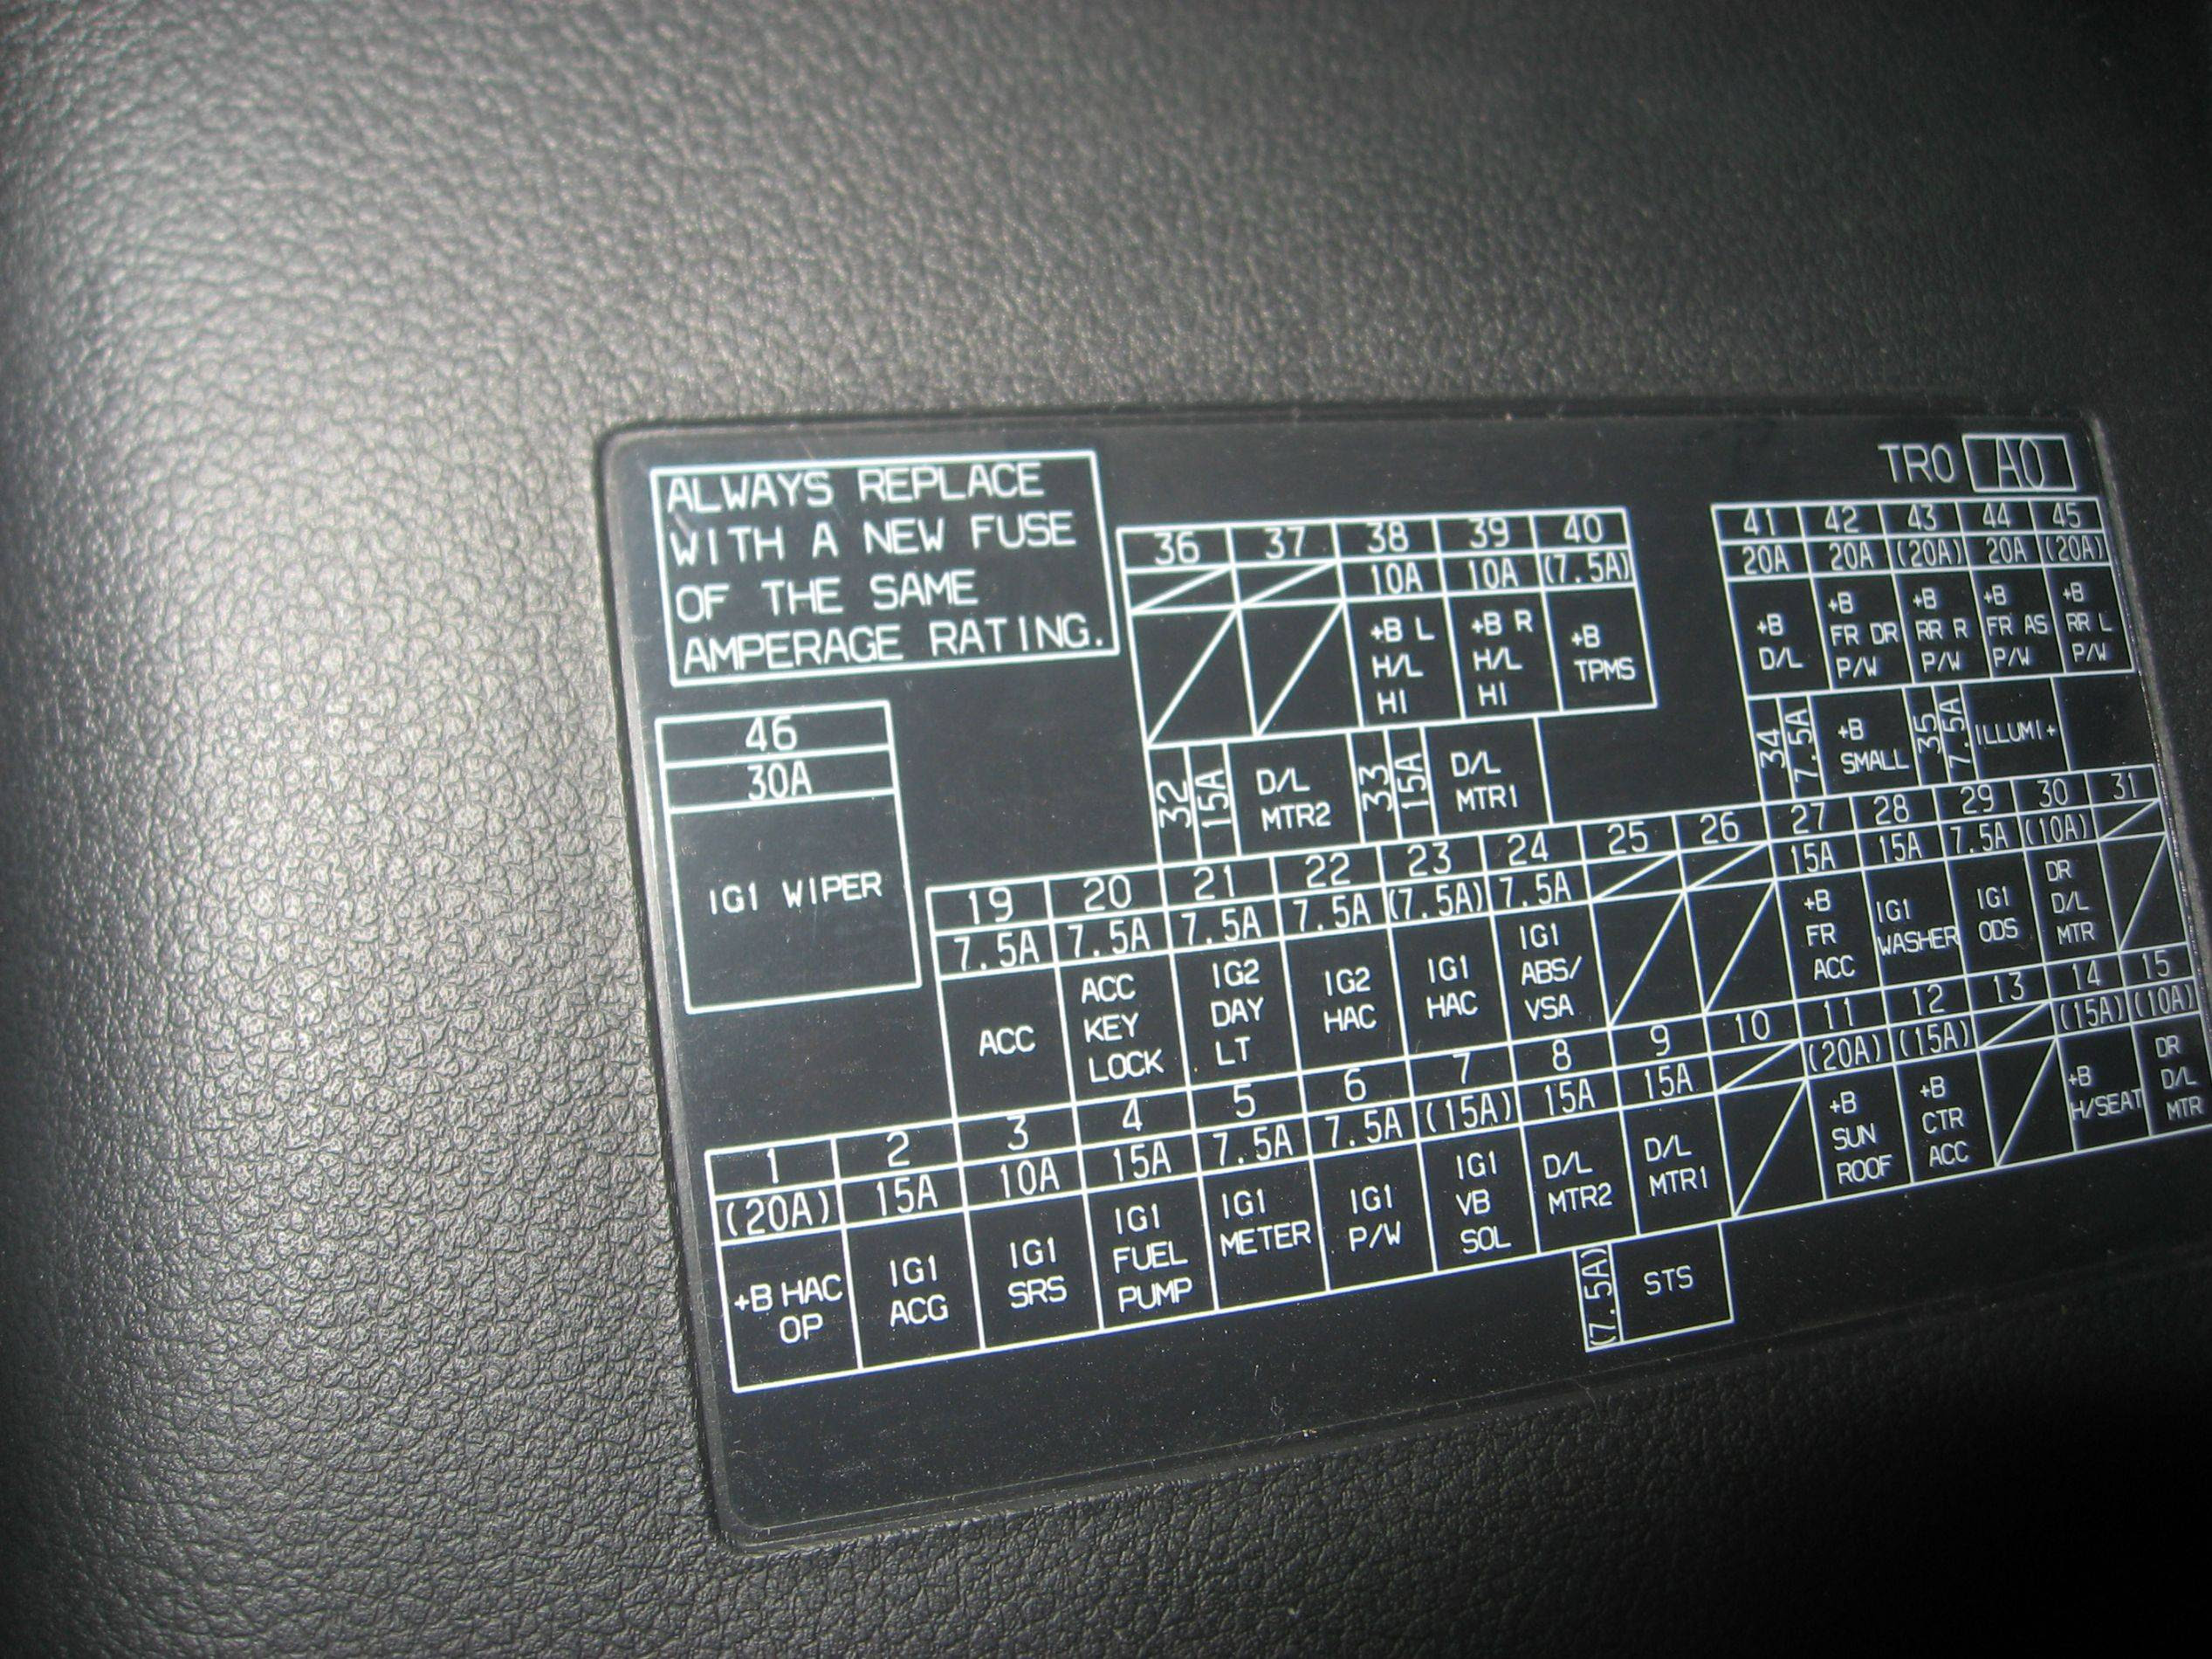 ALWAYS REPLACE
WITH A NEW FUSE
OF THE SAME
AMPERAGE RATING.
TRO A0
36 37 38 39 40
10A 10A (7.5A)
+B L H/L HI
+B R H/L HI
+B TPMS
41 42 43 44 45
20A 20A (20A) 20A (20A)
+B D/L
+B FR DR P/W
+B RR R P/W
+B FR AS P/W
+B RR L P/W
46
30A
IG1 WIPER
32 15A D/L MTR2
33 15A D/L MTR1
34 7.5A +B SMALL
35 7.5A ILLUMI+
19 20 21 22 23 24 25 26 27 28 29 30 31
7.5A 7.5A 7.5A 7.5A (7.5A) 7.5A 15A 15A 7.5A (10A)
ACC
ACC KEY LOCK
IG2 DAY LT
IG2 HAC
IG1 HAC
IG1 ABS/ VSA
+B FR ACC
IG1 WASHER
IG1 ODS
DR D/L MTR
1 2 3 4 5 6 7 8 9 10 11 12 13 14 15
(20A) 15A 10A 15A 7.5A 7.5A (15A) 15A 15A (20A) (15A) (15A) (10A)
+B HAC OP
IG1 ACG
IG1 SRS
IG1 FUEL PUMP
IG1 METER
IG1 P/W
IG1 VB SOL
D/L MTR2
D/L MTR1
+B SUN ROOF
+B CTR ACC
+B H/SEAT
DR D/L MTR
(7.5A) STS